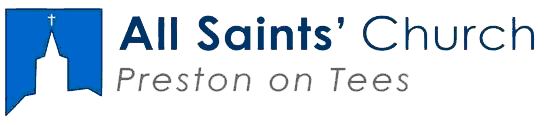 All Saints’ Church
Preston on Tees